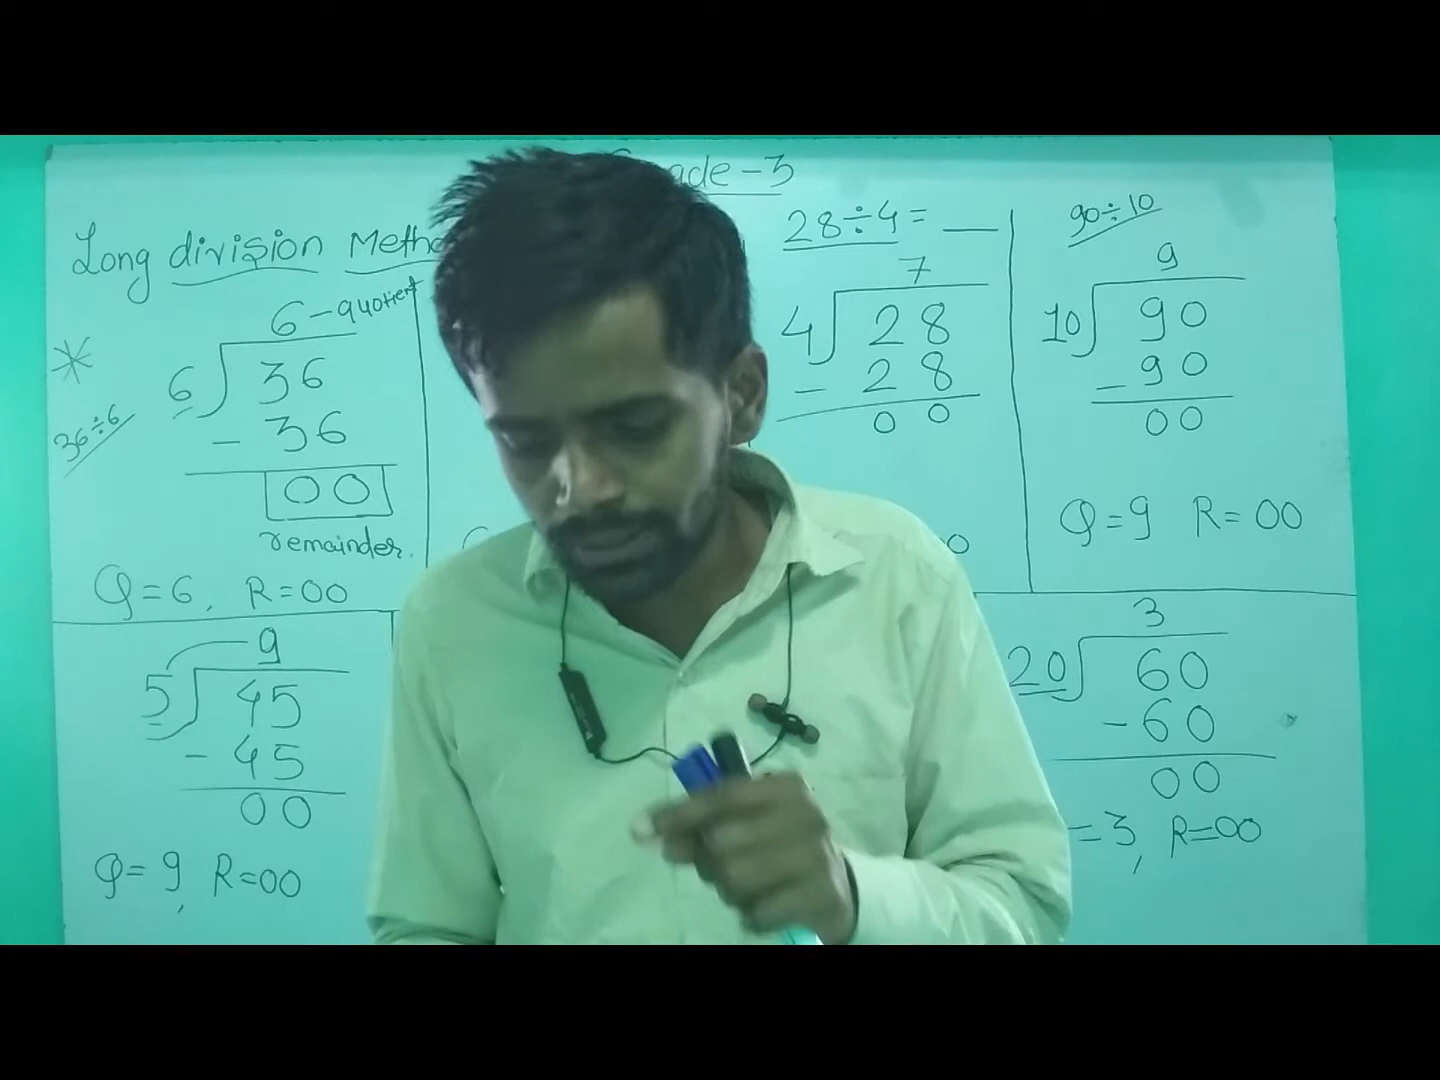 -3
Long division
28÷4 = __
90÷10
6 - quotient
6 36
- 36
00
remainder.
36÷6
Q=6, R=00
7
4 28
- 28
00
9
10 90
- 90
00
Q=9 R=00
9
5 45
- 45
00
Q=9, R=00
3
20 60
-60
00
=3, R=00